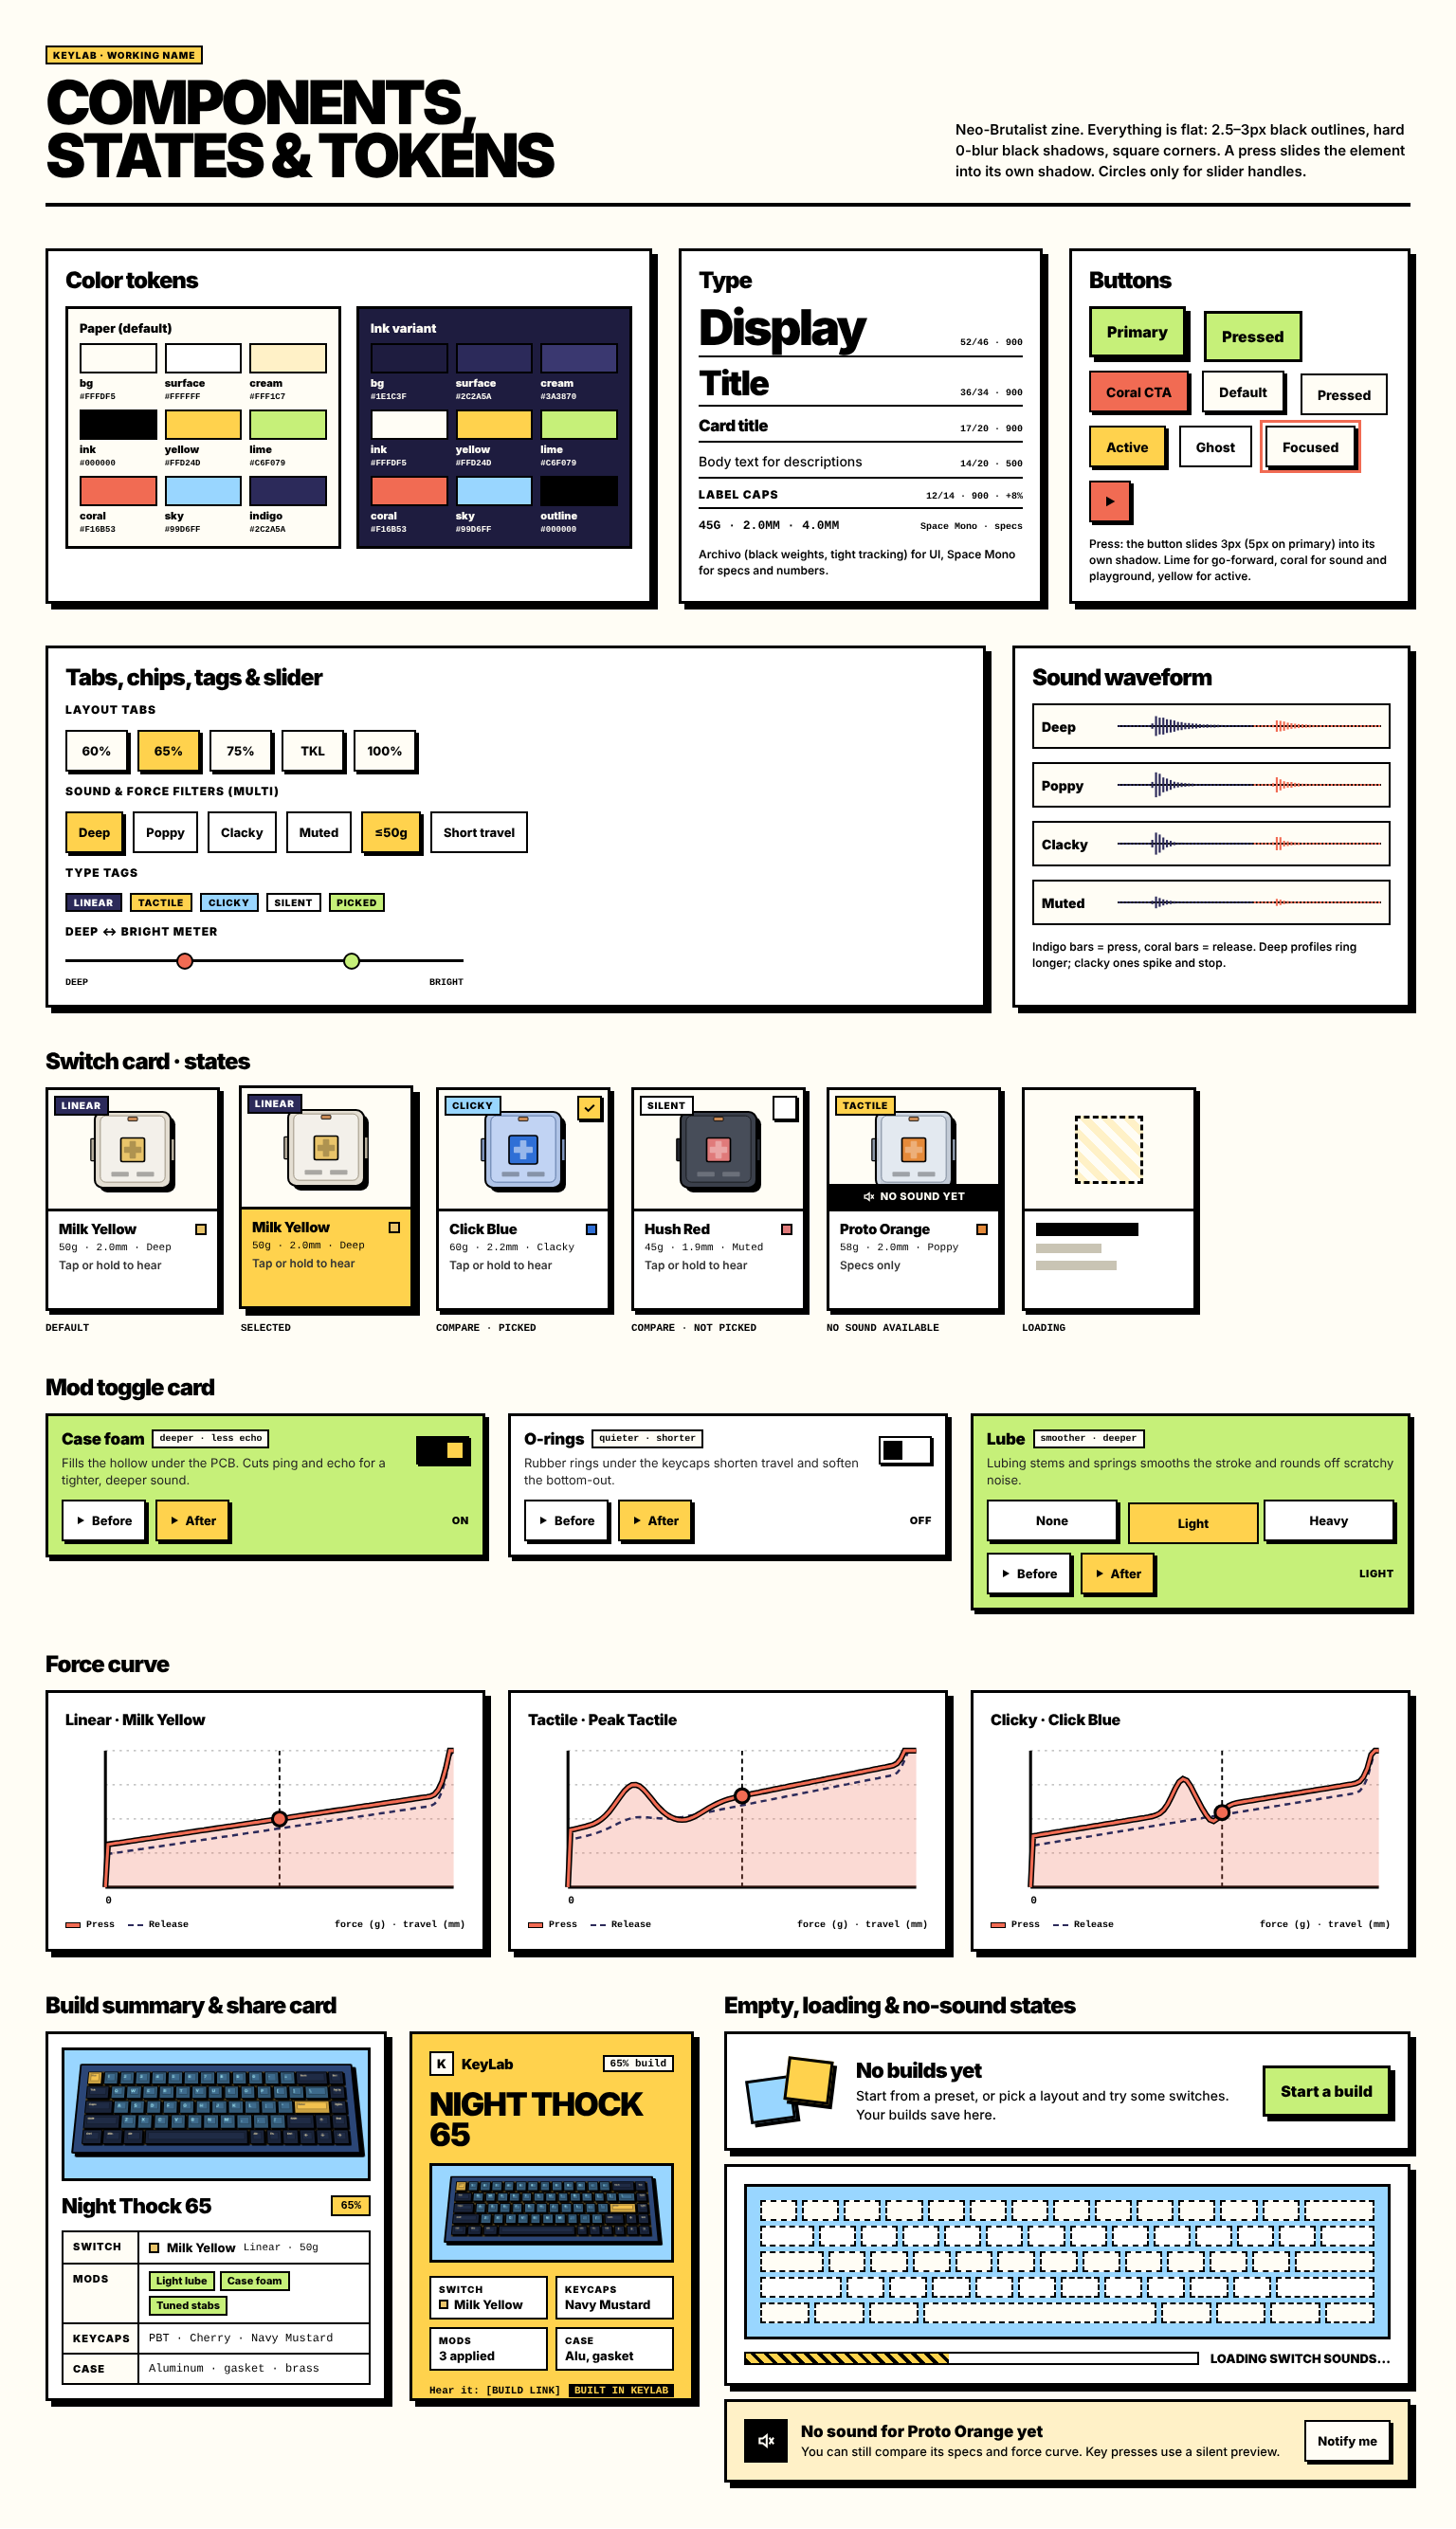 KEYLAB · WORKING NAME
COMPONENTS,
STATES & TOKENS
Neo-Brutalist zine. Everything is flat: 2.5–3px black outlines, hard
0-blur black shadows, square corners. A press slides the element
into its own shadow. Circles only for slider handles.
Color tokens
Paper (default)
bg surface cream
#FFFDF5 #FFFFFF #FFF1C7
ink yellow lime
#000000 #FFD24D #C6F079
coral sky indigo
#F16B53 #99D6FF #2C2A5A
Ink variant
bg surface cream
#1E1C3F #2C2A5A #3A3870
ink yellow lime
#FFFDF5 #FFD24D #C6F079
coral sky outline
#F16B53 #99D6FF #000000
Type
Display 52/46 · 900
Title 36/34 · 900
Card title 17/20 · 900
Body text for descriptions 14/20 · 500
LABEL CAPS 12/14 · 900 · +8%
45G · 2.0MM · 4.0MM Space Mono · specs
Archivo (black weights, tight tracking) for UI, Space Mono
for specs and numbers.
Buttons
Primary Pressed
Coral CTA Default Pressed
Active Ghost Focused
Press: the button slides 3px (5px on primary) into its
own shadow. Lime for go-forward, coral for sound and
playground, yellow for active.
Tabs, chips, tags & slider
LAYOUT TABS
60% 65% 75% TKL 100%
SOUND & FORCE FILTERS (MULTI)
Deep Poppy Clacky Muted ≤50g Short travel
TYPE TAGS
LINEAR TACTILE CLICKY SILENT PICKED
DEEP ↔ BRIGHT METER
DEEP BRIGHT
Sound waveform
Deep
Poppy
Clacky
Muted
Indigo bars = press, coral bars = release. Deep profiles ring
longer; clacky ones spike and stop.
Switch card · states
LINEAR
Milk Yellow
50g · 2.0mm · Deep
Tap or hold to hear
DEFAULT
LINEAR
Milk Yellow
50g · 2.0mm · Deep
Tap or hold to hear
SELECTED
CLICKY
Click Blue
60g · 2.2mm · Clacky
Tap or hold to hear
COMPARE · PICKED
SILENT
Hush Red
45g · 1.9mm · Muted
Tap or hold to hear
COMPARE · NOT PICKED
TACTILE
NO SOUND YET
Proto Orange
58g · 2.0mm · Poppy
Specs only
NO SOUND AVAILABLE
LOADING
Mod toggle card
Case foam deeper · less echo
Fills the hollow under the PCB. Cuts ping and echo for a
tighter, deeper sound.
Before After ON
O-rings quieter · shorter
Rubber rings under the keycaps shorten travel and soften
the bottom-out.
Before After OFF
Lube smoother · deeper
Lubing stems and springs smooths the stroke and rounds off scratchy
noise.
None Light Heavy
Before After LIGHT
Force curve
Linear · Milk Yellow
0
Press Release force (g) · travel (mm)
Tactile · Peak Tactile
0
Press Release force (g) · travel (mm)
Clicky · Click Blue
0
Press Release force (g) · travel (mm)
Build summary & share card
Night Thock 65 65%
SWITCH Milk Yellow Linear · 50g
MODS Light lube Case foam
Tuned stabs
KEYCAPS PBT · Cherry · Navy Mustard
CASE Aluminum · gasket · brass
K KeyLab 65% build
NIGHT THOCK
65
SWITCH
Milk Yellow
KEYCAPS
Navy Mustard
MODS
3 applied
CASE
Alu, gasket
Hear it: [BUILD LINK] BUILT IN KEYLAB
Empty, loading & no-sound states
No builds yet
Start from a preset, or pick a layout and try some switches.
Your builds save here.
Start a build
LOADING SWITCH SOUNDS...
No sound for Proto Orange yet
You can still compare its specs and force curve. Key presses use a silent preview.
Notify me